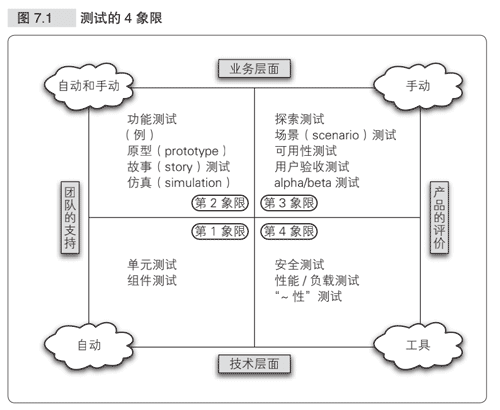 图 7.1 测试的 4 象限
业务层面
自动和手动
手动
功能测试
（例）
原型（prototype）
故事（story）测试
仿真（simulation）
探索测试
场景（scenario）测试
可用性测试
用户验收测试
alpha/beta 测试
团队的支持
产品的评价
第 2 象限
第 3 象限
第 1 象限
第 4 象限
单元测试
组件测试
安全测试
性能 / 负载测试
“~ 性”测试
自动
工具
技术层面